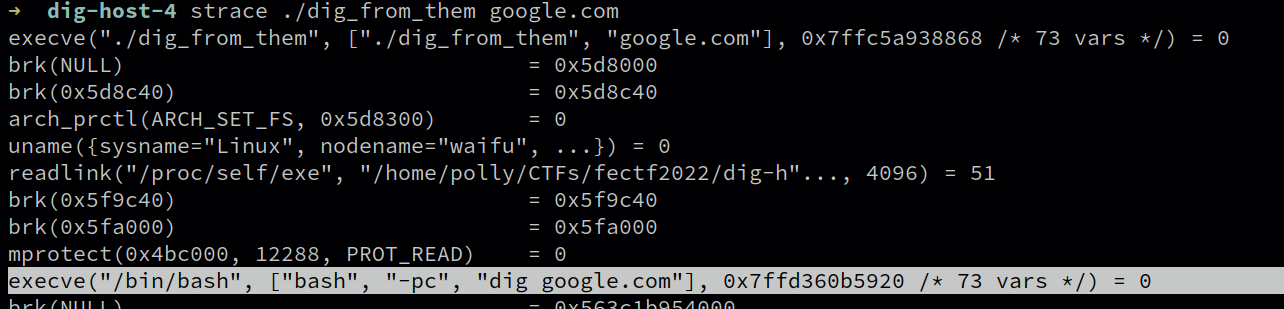 →  dig-host-4 strace ./dig_from_them google.com
execve("./dig_from_them", ["./dig_from_them", "google.com"], 0x7ffc5a938868 /* 73 vars */) = 0
brk(NULL)                               = 0x5d8000
brk(0x5d8c40)                           = 0x5d8c40
arch_prctl(ARCH_SET_FS, 0x5d8300)       = 0
uname({sysname="Linux", nodename="waifu", ...}) = 0
readlink("/proc/self/exe", "/home/polly/CTFs/fectf2022/dig-h"..., 4096) = 51
brk(0x5f9c40)                           = 0x5f9c40
brk(0x5fa000)                           = 0x5fa000
mprotect(0x4bc000, 12288, PROT_READ)    = 0
execve("/bin/bash", ["bash", "-pc", "dig google.com"], 0x7ffd360b5920 /* 73 vars */) = 0
brk(NULL)                               = 0x563c1b954000